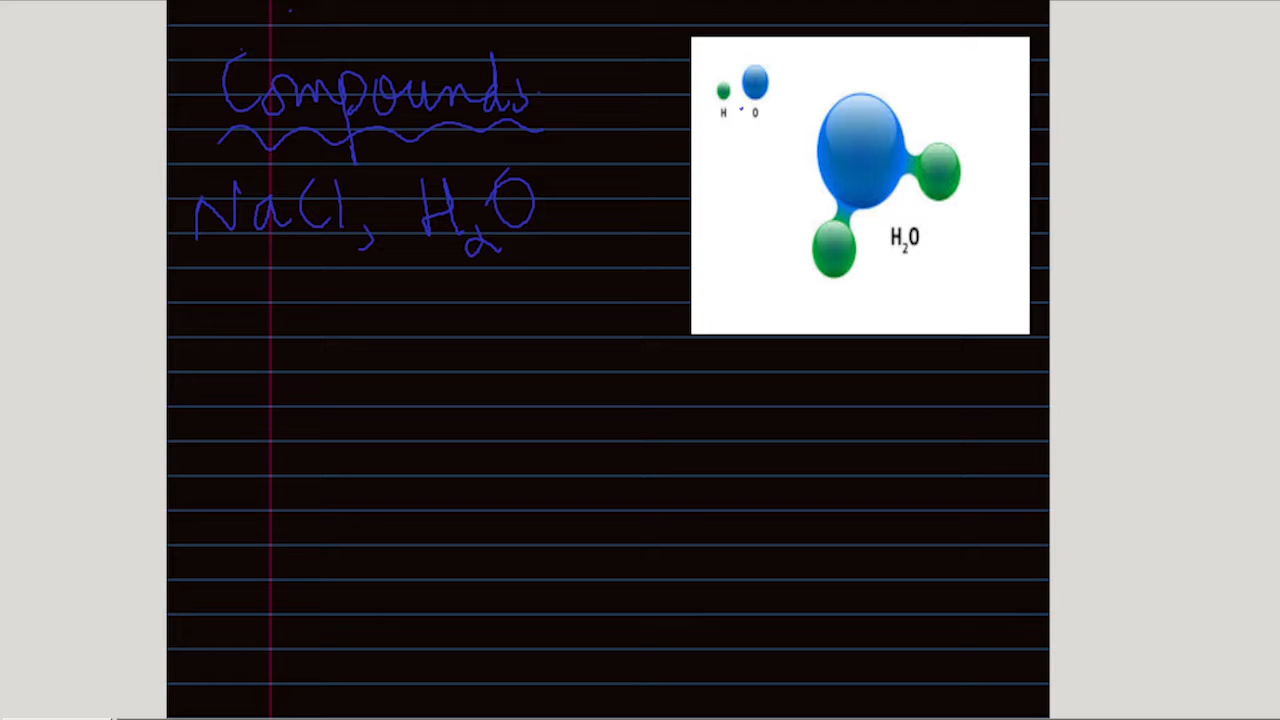 Compounds
NaCl, H₂O
H O
H₂O